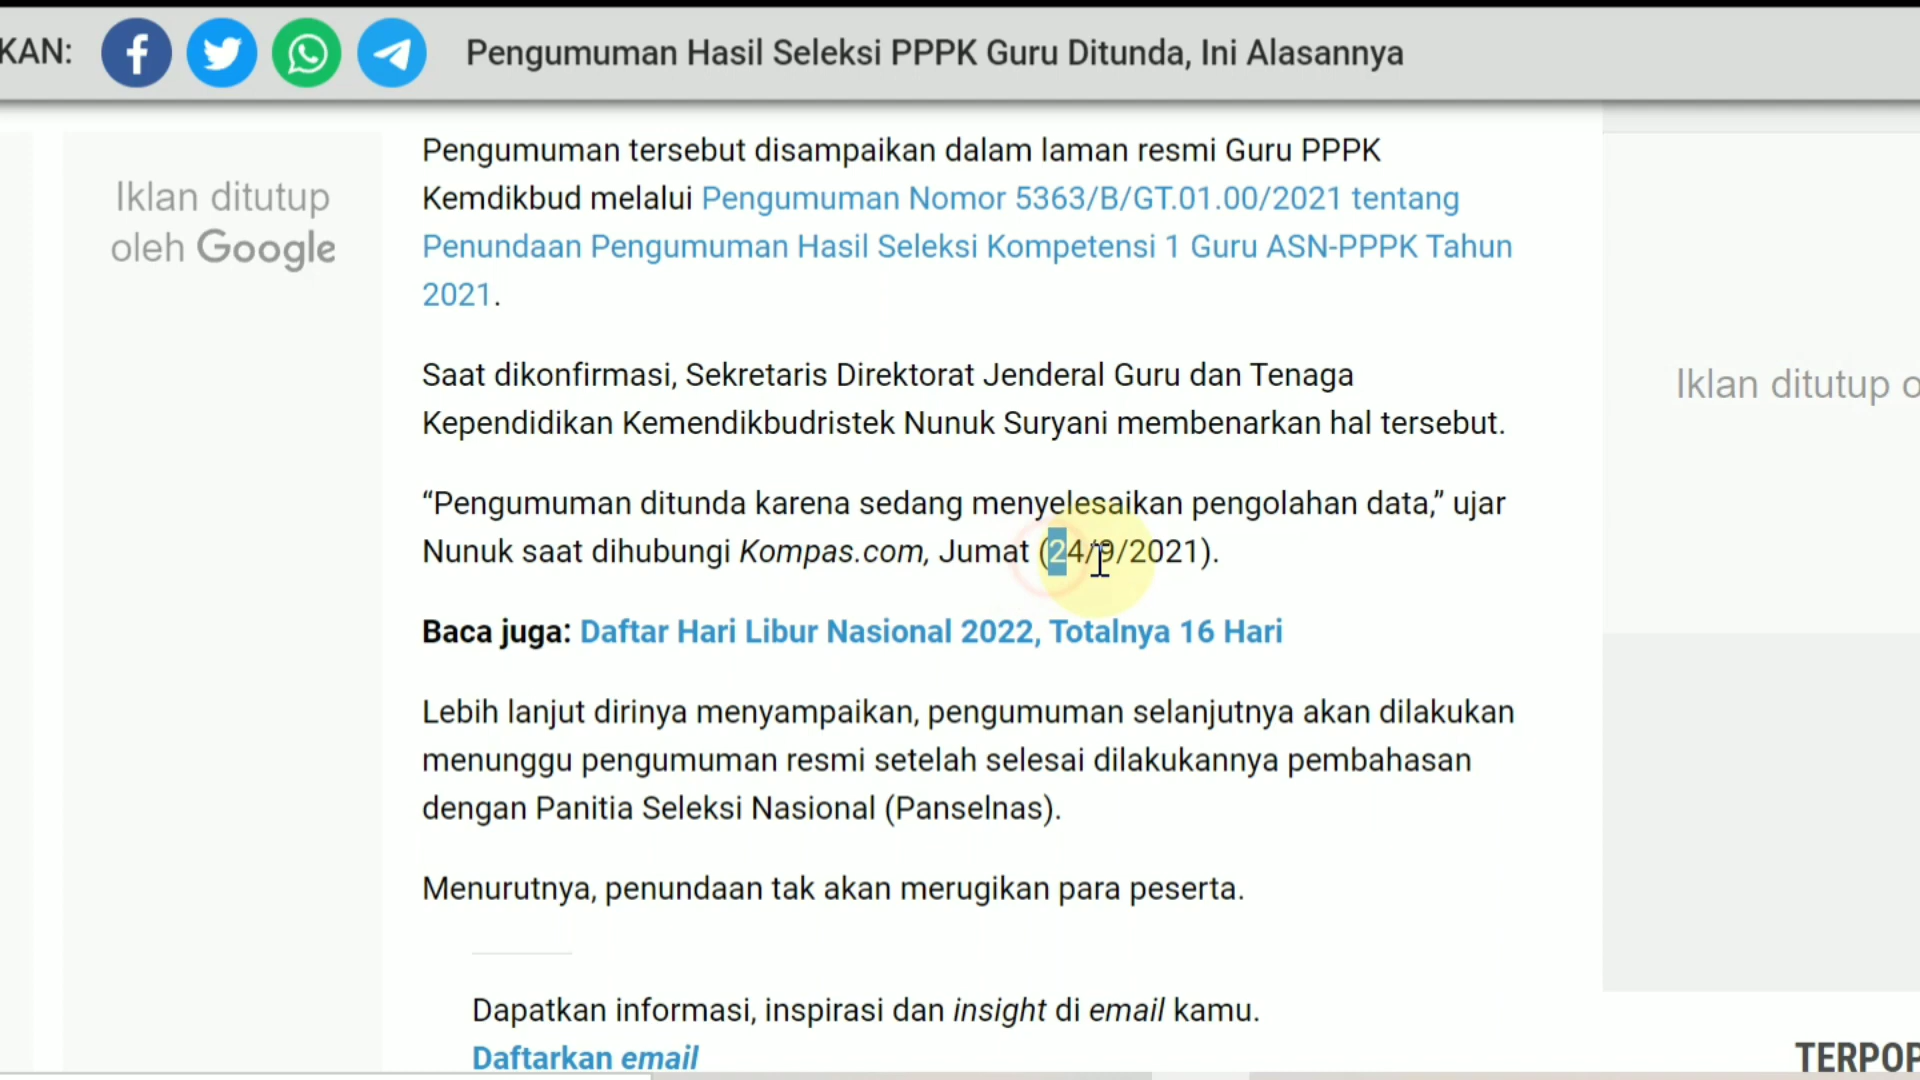 KAN:
Pengumuman Hasil Seleksi PPPK Guru Ditunda, Ini Alasannya
Iklan ditutup
oleh Google
Pengumuman tersebut disampaikan dalam laman resmi Guru PPPK
Kemdikbud melalui Pengumuman Nomor 5363/B/GT.01.00/2021 tentang
Penundaan Pengumuman Hasil Seleksi Kompetensi 1 Guru ASN-PPPK Tahun
2021.
Saat dikonfirmasi, Sekretaris Direktorat Jenderal Guru dan Tenaga
Kependidikan Kemendikbudristek Nunuk Suryani membenarkan hal tersebut.
“Pengumuman ditunda karena sedang menyelesaikan pengolahan data,” ujar
Nunuk saat dihubungi Kompas.com, Jumat (24/9/2021).
Baca juga: Daftar Hari Libur Nasional 2022, Totalnya 16 Hari
Lebih lanjut dirinya menyampaikan, pengumuman selanjutnya akan dilakukan
menunggu pengumuman resmi setelah selesai dilakukannya pembahasan
dengan Panitia Seleksi Nasional (Panselnas).
Menurutnya, penundaan tak akan merugikan para peserta.
Dapatkan informasi, inspirasi dan insight di email kamu.
Daftarkan email
Iklan ditutup o
TERPOP